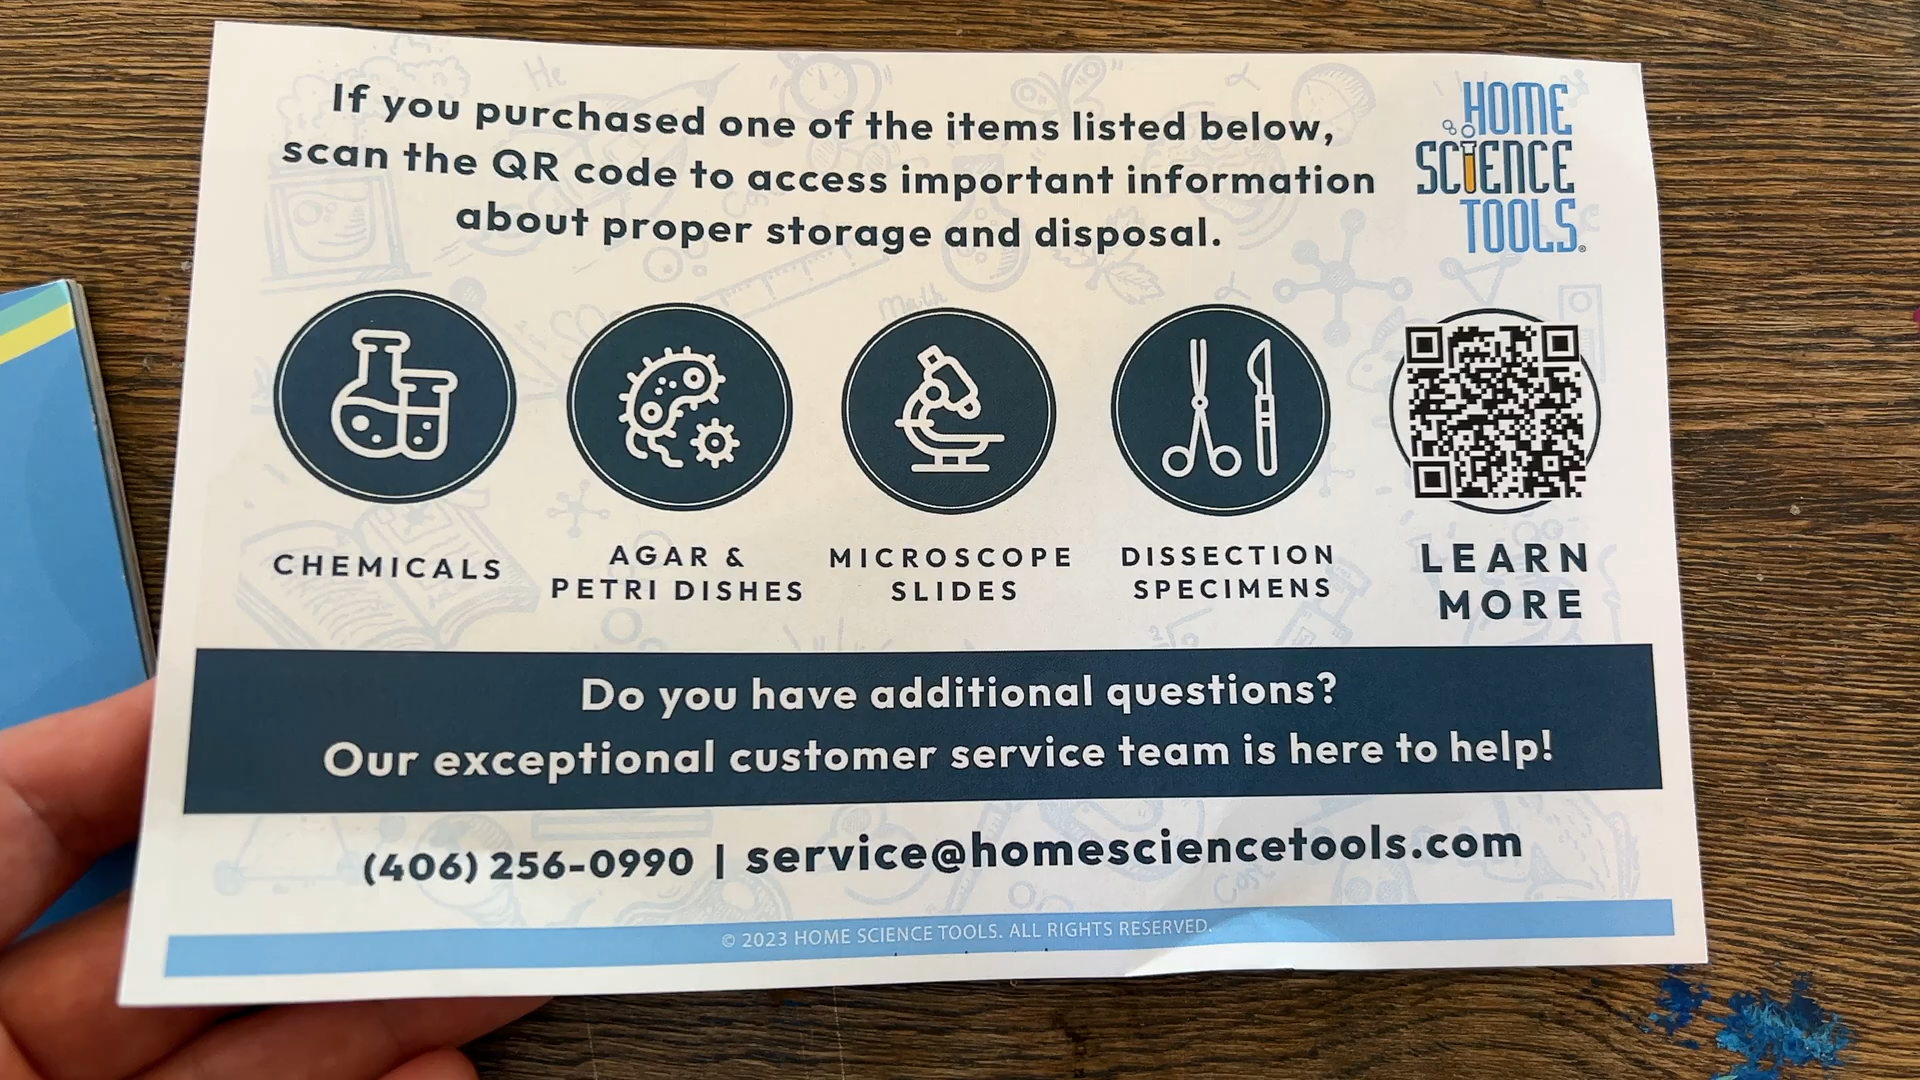 If you purchased one of the items listed below,
scan the QR code to access important information
about proper storage and disposal.
HOME
SCIENCE
TOOLS®
CHEMICALS
AGAR &
PETRI DISHES
MICROSCOPE
SLIDES
DISSECTION
SPECIMENS
LEARN
MORE
Do you have additional questions?
Our exceptional customer service team is here to help!
(406) 256-0990 | service@homesciencetools.com
© 2023 HOME SCIENCE TOOLS. ALL RIGHTS RESERVED.
He
Math